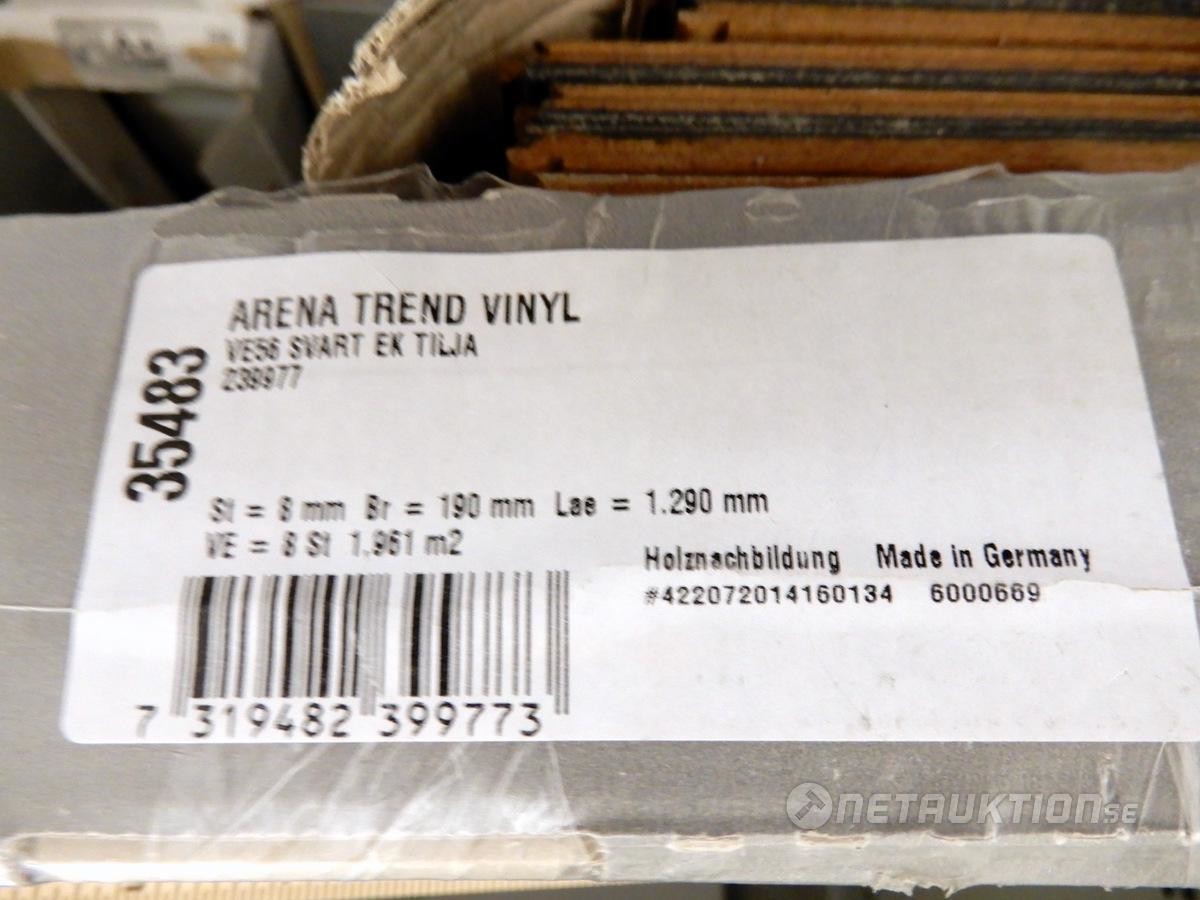 ARENA TREND VINYL
VE56 SVART EK TILJA
239977
35483
St = 8 mm Br = 190 mm Lae = 1.290 mm
VE = 8 St 1,961 m2
Holznachbildung Made in Germany
#422072014160134 6000669
7 319482 399773
NETAUKTION.SE